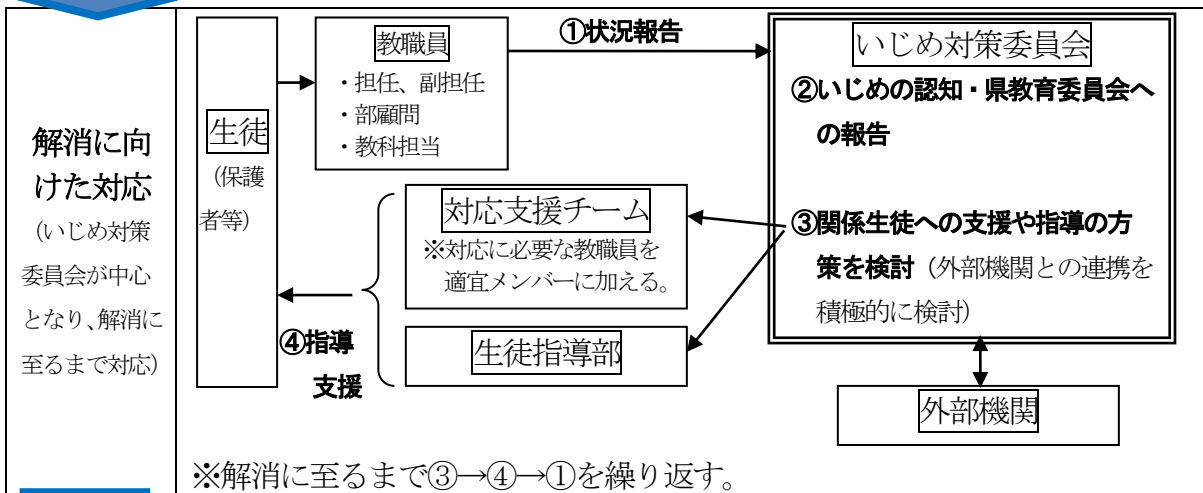 解消に向
けた対応
（いじめ対策
委員会が中心
となり、解消に
至るまで対応）
生徒
（保護
者等）
教職員
・担任、副担任
・部顧問
・教科担当
①状況報告
いじめ対策委員会
②いじめの認知・県教育委員会へ
の報告
③関係生徒への支援や指導の方
策を検討（外部機関との連携を
積極的に検討）
対応支援チーム
※対応に必要な教職員を
適宜メンバーに加える。
生徒指導部
④指導
支援
外部機関
※解消に至るまで③→④→①を繰り返す。